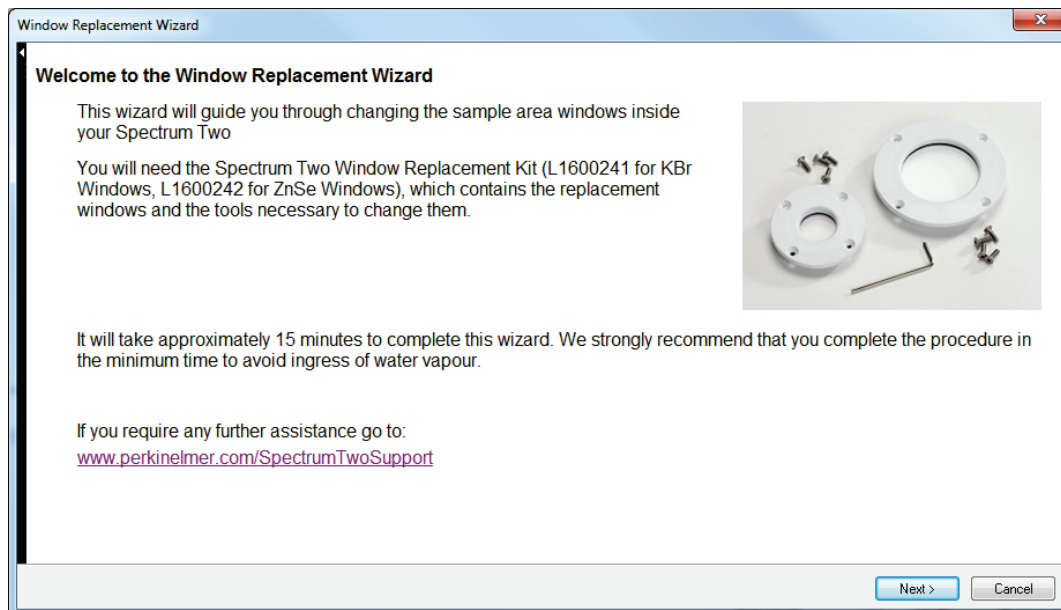 Window Replacement Wizard
Welcome to the Window Replacement Wizard
This wizard will guide you through changing the sample area windows inside
your Spectrum Two
You will need the Spectrum Two Window Replacement Kit (L1600241 for KBr
Windows, L1600242 for ZnSe Windows), which contains the replacement
windows and the tools necessary to change them.
It will take approximately 15 minutes to complete this wizard. We strongly recommend that you complete the procedure in
the minimum time to avoid ingress of water vapour.
If you require any further assistance go to:
www.perkinelmer.com/SpectrumTwoSupport
Next >
Cancel